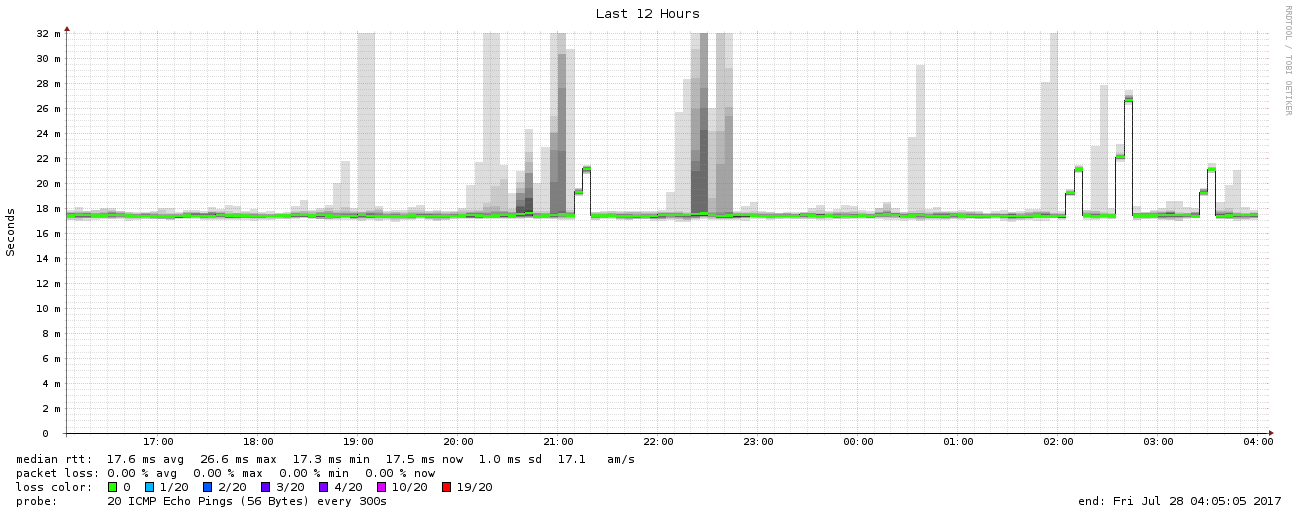 Last 12 Hours
RRDTOOL / TOBI OETIKER
Seconds
32 m
30 m
28 m
26 m
24 m
22 m
20 m
18 m
16 m
14 m
12 m
10 m
8 m
6 m
4 m
2 m
0
17:00 18:00 19:00 20:00 21:00 22:00 23:00 00:00 01:00 02:00 03:00 04:00
median rtt: 17.6 ms avg 26.6 ms max 17.3 ms min 17.5 ms now 1.0 ms sd 17.1 am/s
packet loss: 0.00 % avg 0.00 % max 0.00 % min 0.00 % now
loss color: 0 1/20 2/20 3/20 4/20 10/20 19/20
probe: 20 ICMP Echo Pings (56 Bytes) every 300s end: Fri Jul 28 04:05:05 2017